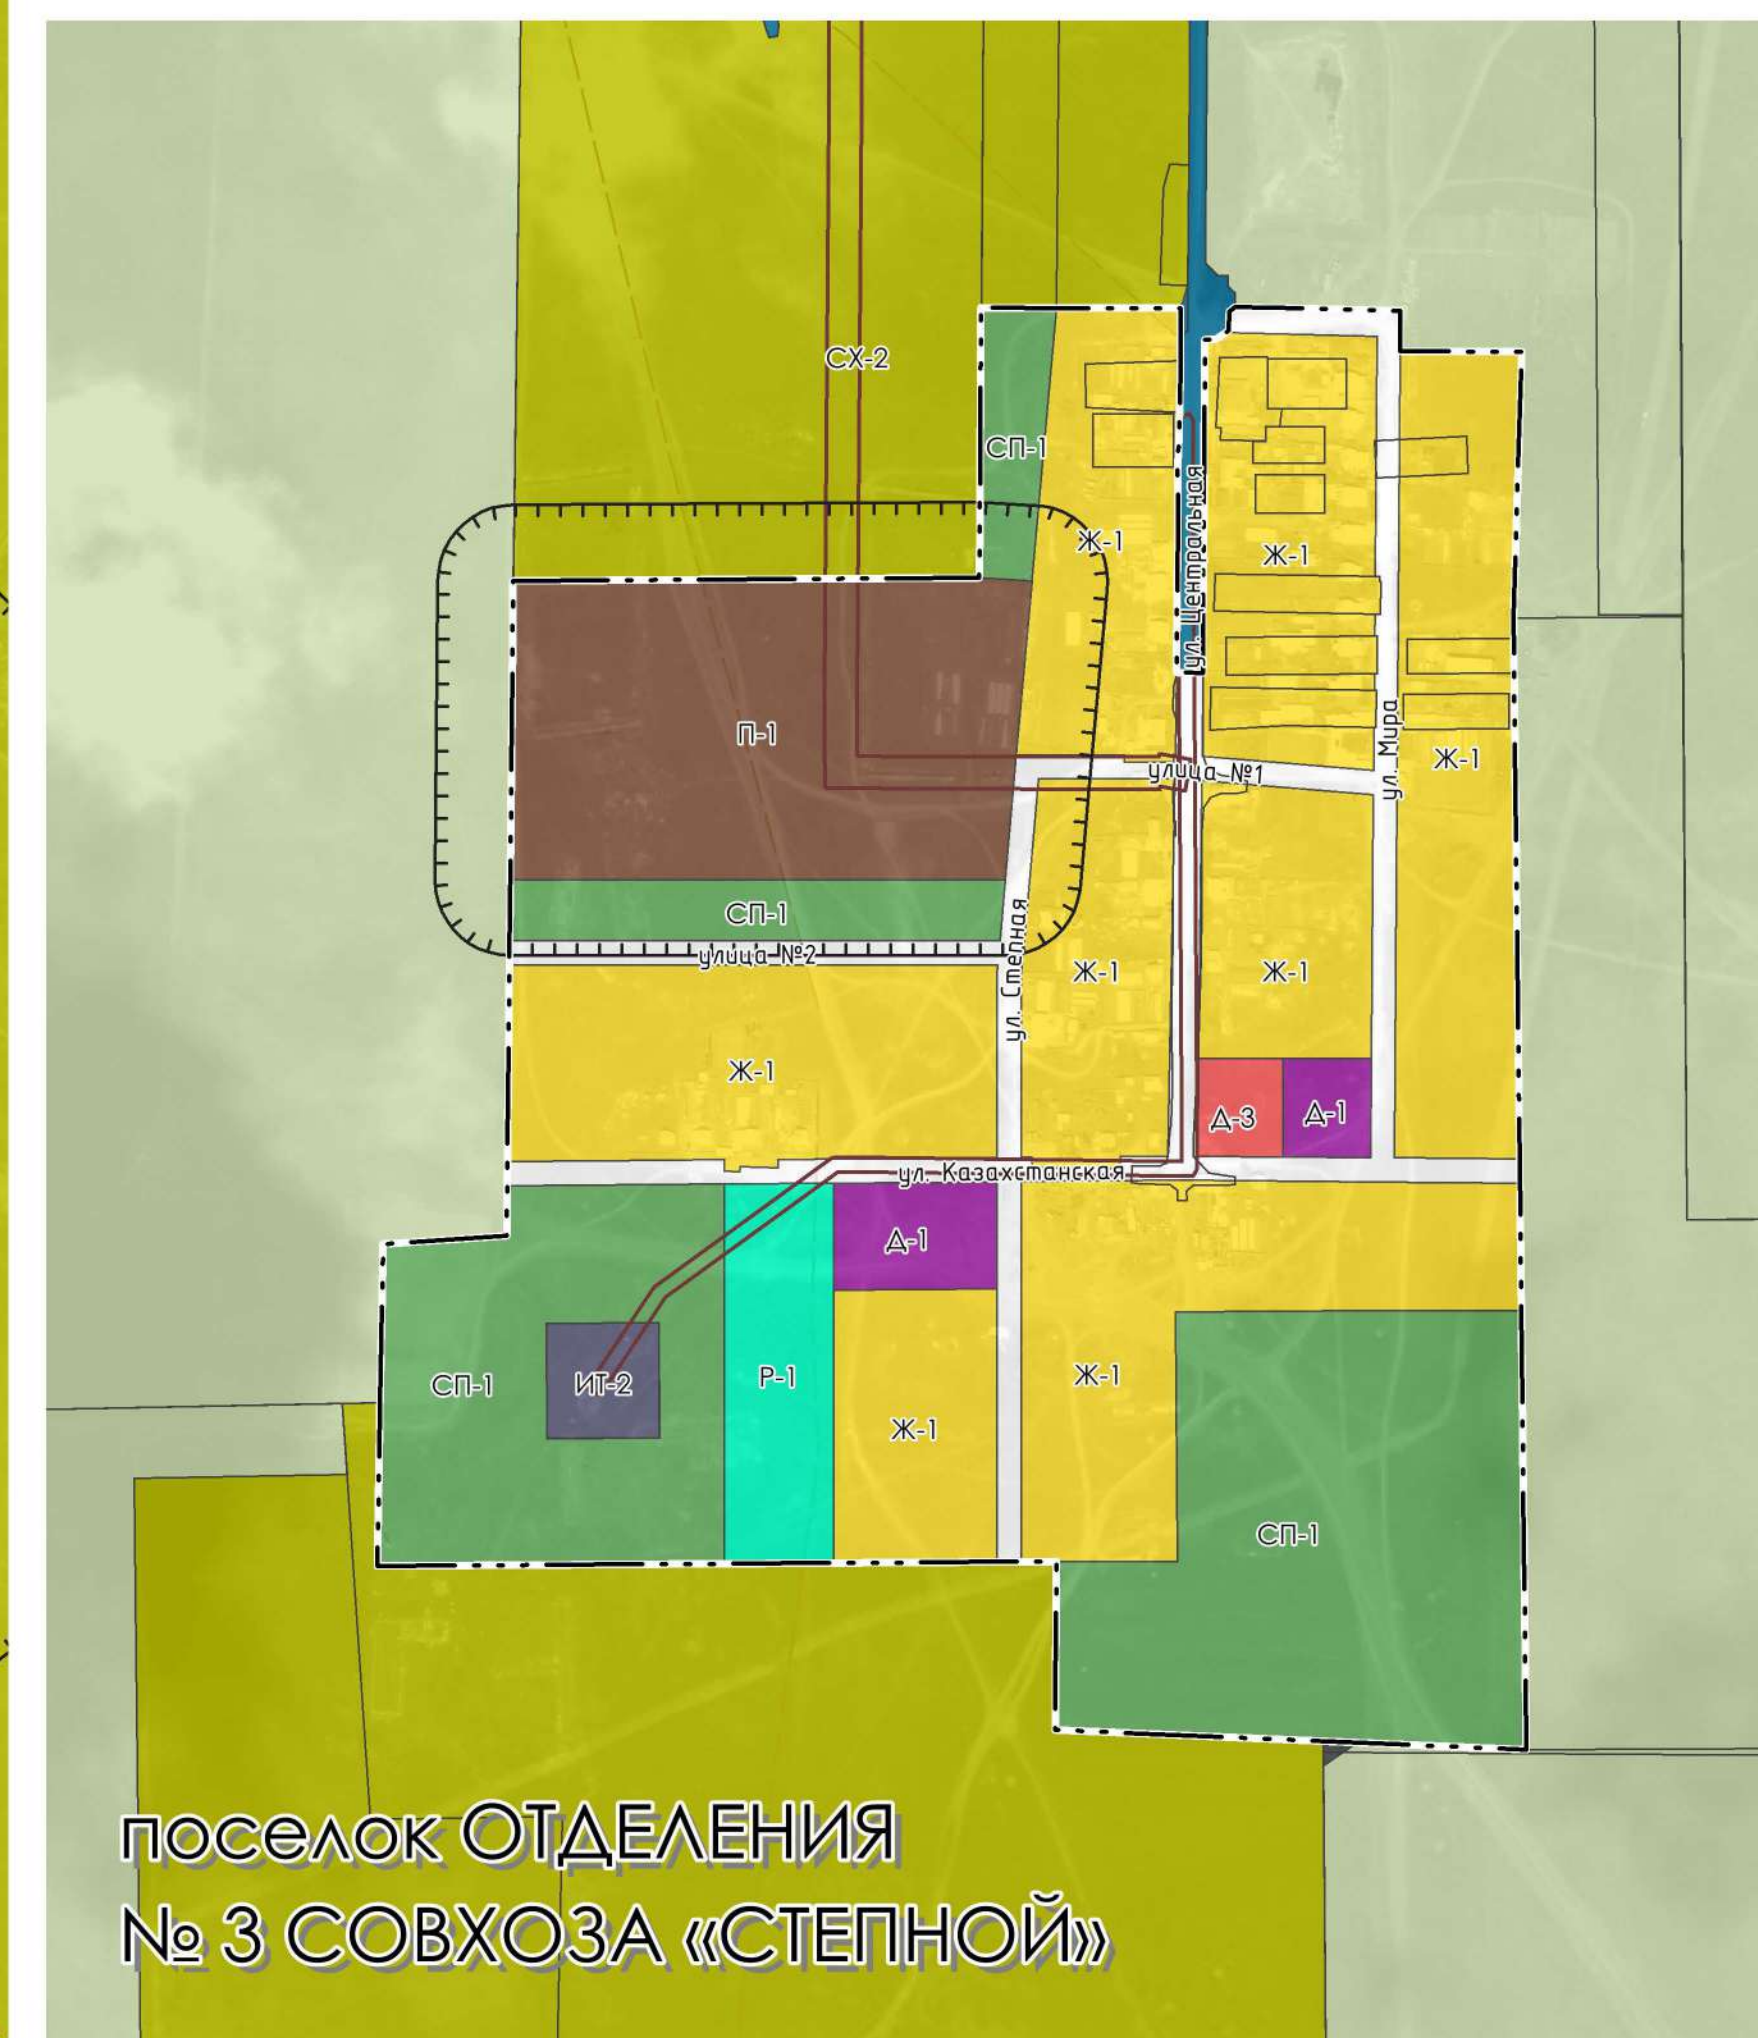 СХ-2
СП-1
Ж-1
ул. Центральная
Ж-1
П-1
улица №1
ул. Мира
Ж-1
СП-1
улица №2
ул. Степная
Ж-1
Ж-1
Ж-1
Д-3
Д-1
ул. Казахстанская
Д-1
СП-1
ИТ-2
Р-1
Ж-1
Ж-1
СП-1
поселок ОТДЕЛЕНИЯ
№ 3 СОВХОЗА «СТЕПНОЙ»